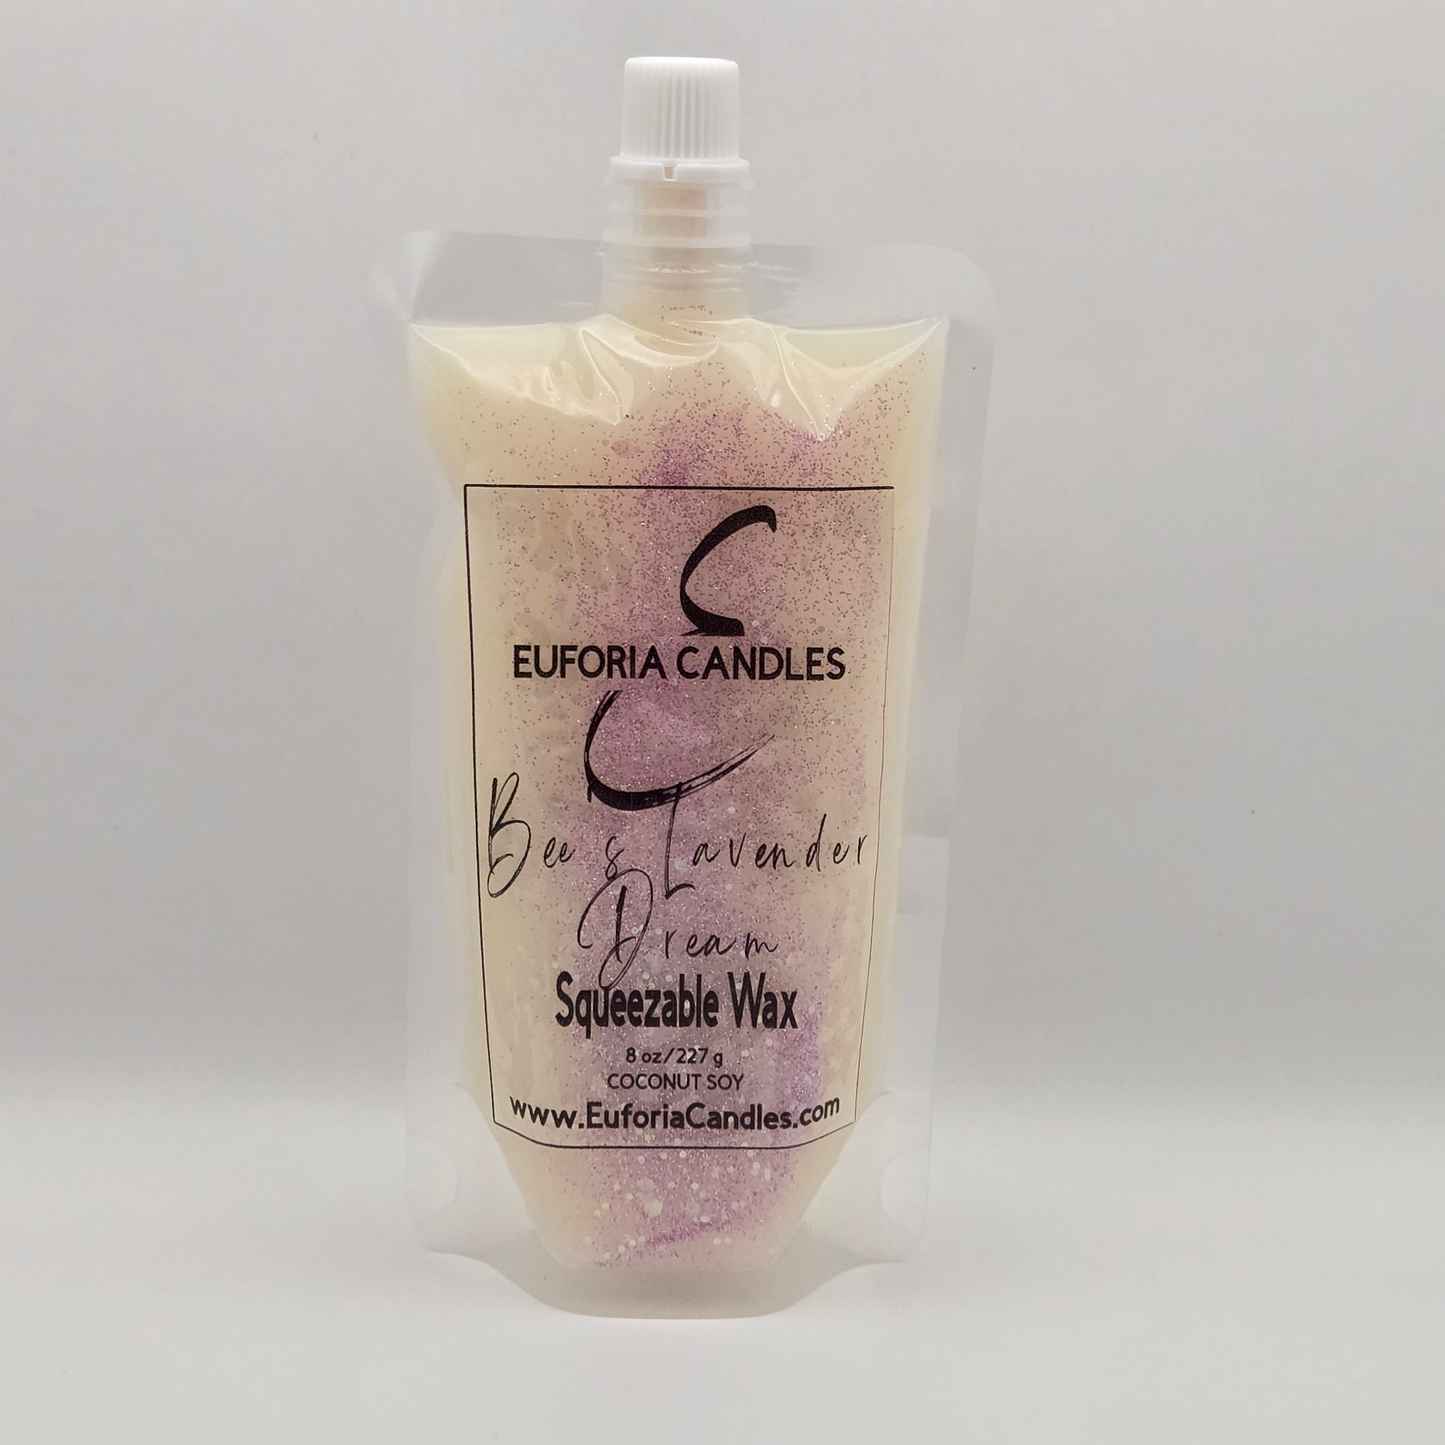 EUFORIA CANDLES
Bee s Lavender
Dream
Squeezable Wax
8 oz/227 g
COCONUT SOY
www.EuforiaCandles.com